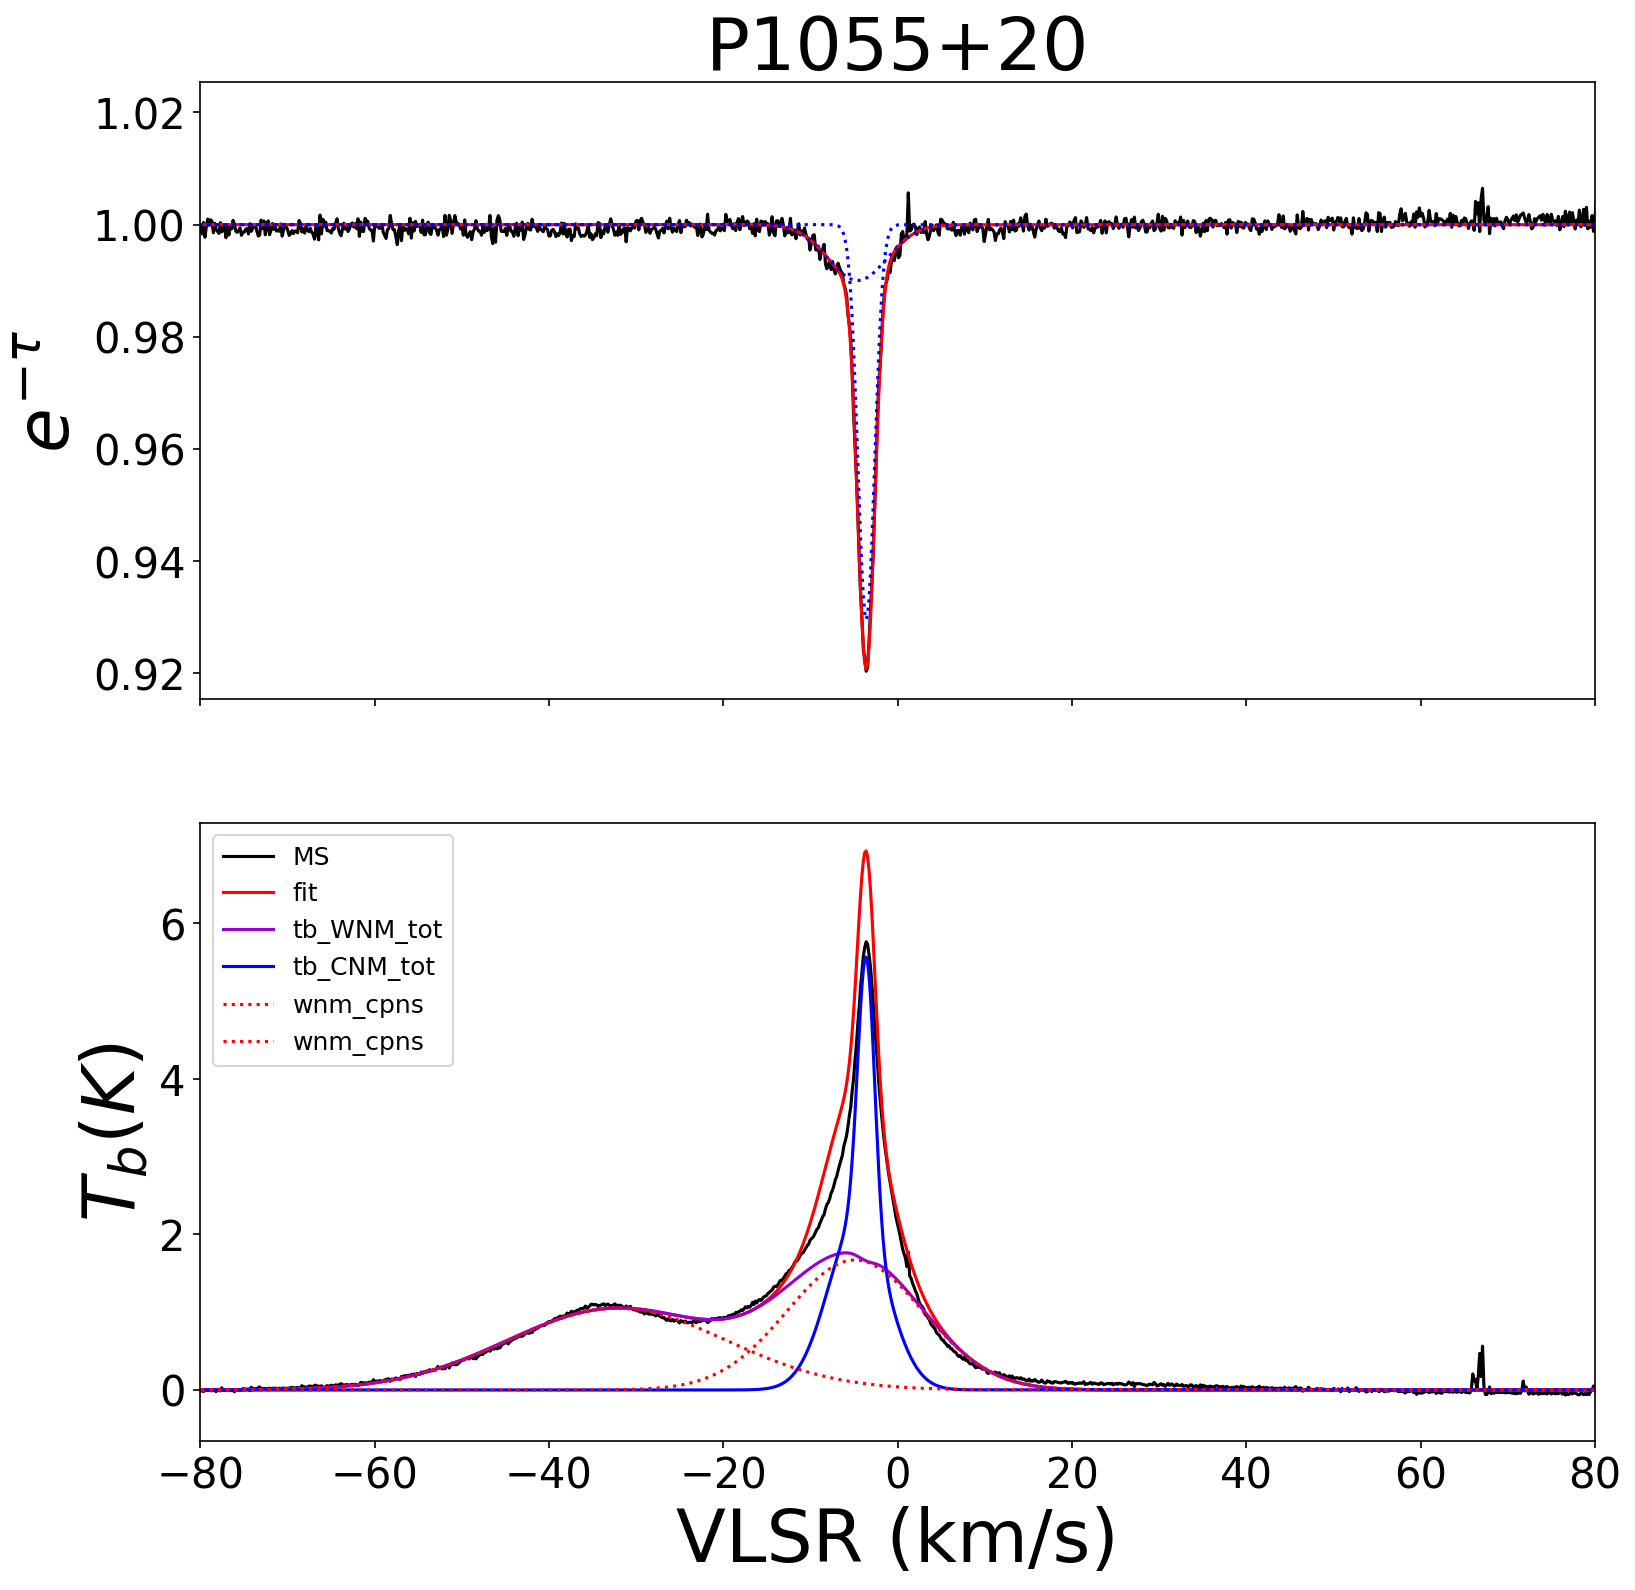 P1055+20
1.02
1.00
0.98
0.96
0.94
0.92
e^{-τ}
MS
fit
tb_WNM_tot
tb_CNM_tot
wnm_cpns
wnm_cpns
6
4
2
0
T_b(K)
−80 −60 −40 −20 0 20 40 60 80
VLSR (km/s)